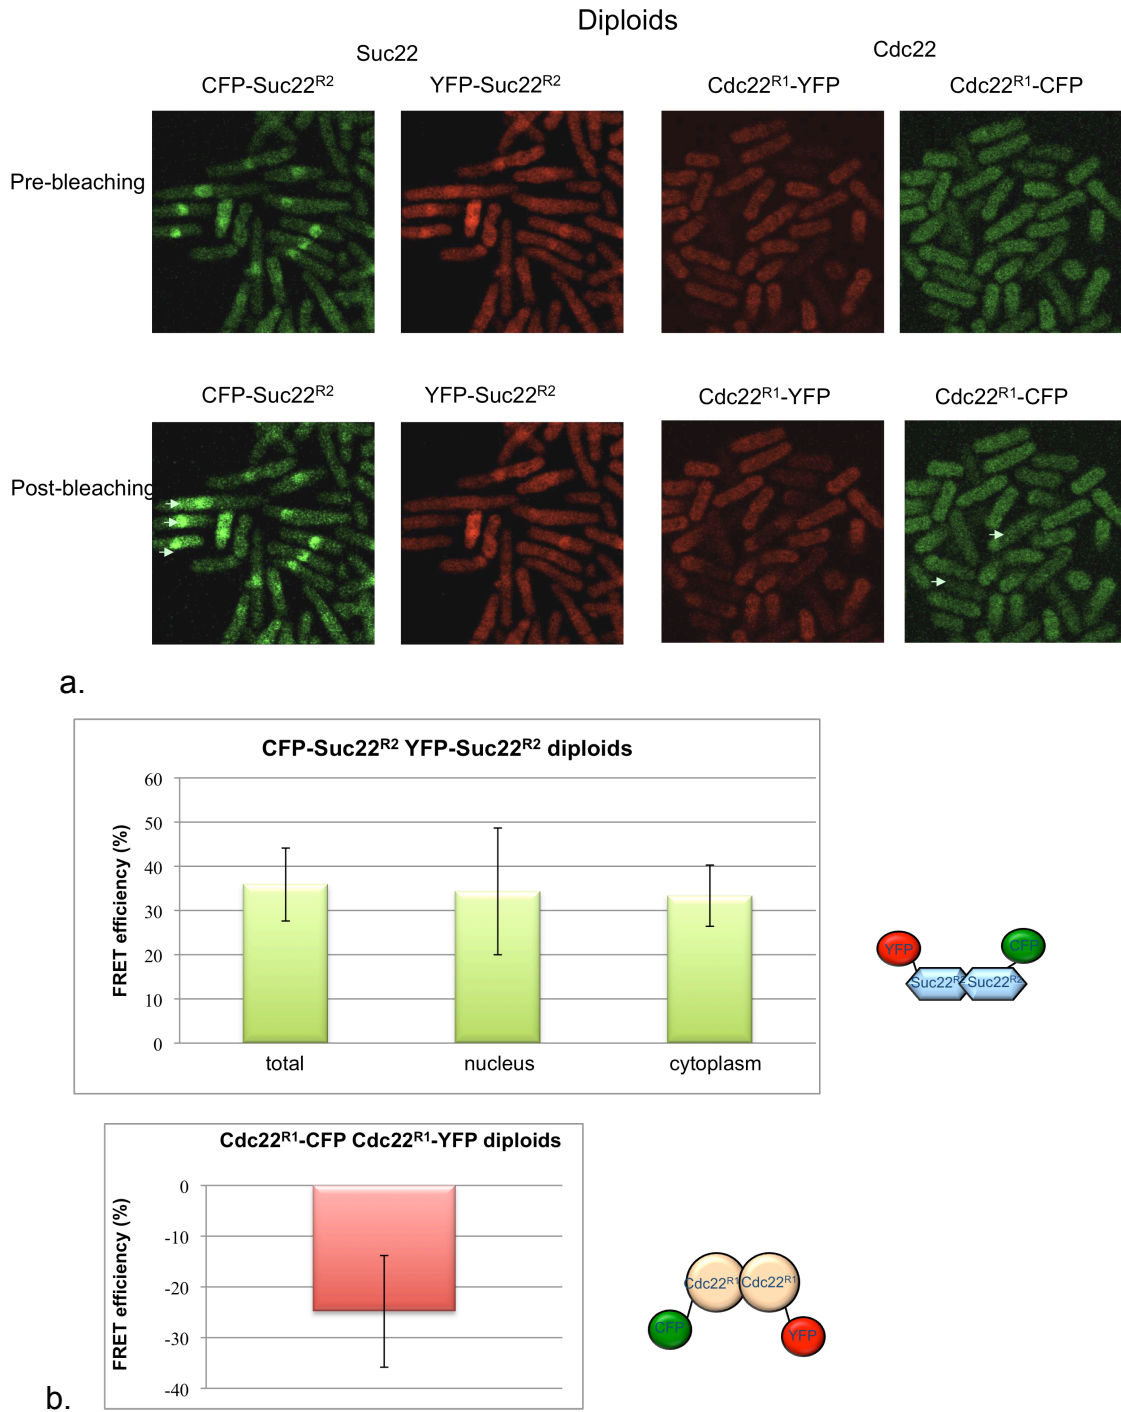 Diploids
Suc22
Cdc22
CFP-Suc22ᴿ² YFP-Suc22ᴿ² Cdc22ᴿ¹-YFP Cdc22ᴿ¹-CFP
Pre-bleaching
CFP-Suc22ᴿ² YFP-Suc22ᴿ² Cdc22ᴿ¹-YFP Cdc22ᴿ¹-CFP
Post-bleaching
a.
CFP-Suc22ᴿ² YFP-Suc22ᴿ² diploids
FRET efficiency (%)
60
50
40
30
20
10
0
total nucleus cytoplasm
YFP CFP
Suc22ᴿ² Suc22ᴿ²
Cdc22ᴿ¹-CFP Cdc22ᴿ¹-YFP diploids
FRET efficiency (%)
0
-10
-20
-30
-40
Cdc22ᴿ¹ Cdc22ᴿ¹
CFP YFP
b.